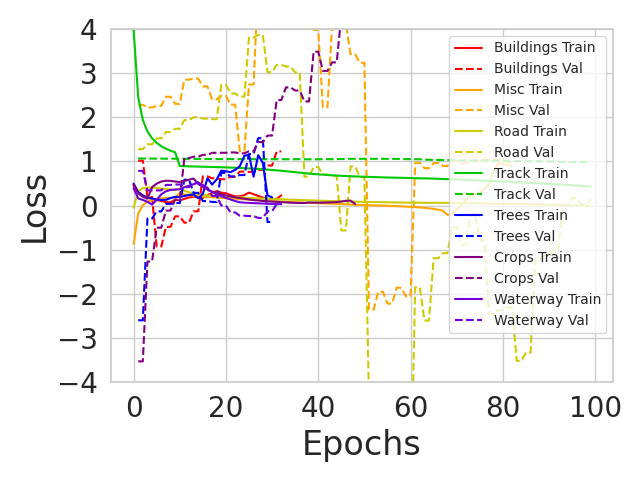 4
3
2
1
0
−1
−2
−3
−4
Loss
0
20
40
60
80
100
Epochs
Buildings Train
Buildings Val
Misc Train
Misc Val
Road Train
Road Val
Track Train
Track Val
Trees Train
Trees Val
Crops Train
Crops Val
Waterway Train
Waterway Val